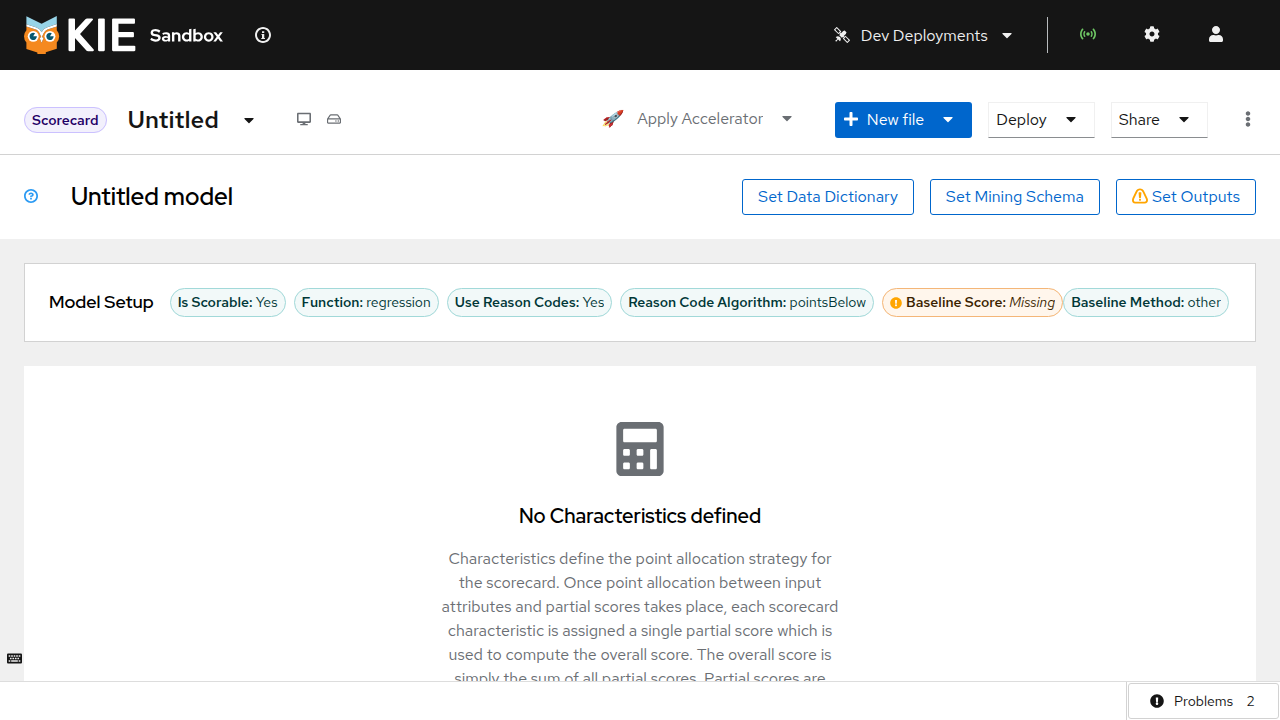 KIE Sandbox Dev Deployments
Scorecard Untitled Apply Accelerator New file Deploy Share
Untitled model Set Data Dictionary Set Mining Schema Set Outputs
Model Setup Is Scorable: Yes Function: regression Use Reason Codes: Yes Reason Code Algorithm: pointsBelow Baseline Score: Missing Baseline Method: other
No Characteristics defined
Characteristics define the point allocation strategy for
the scorecard. Once point allocation between input
attributes and partial scores takes place, each scorecard
characteristic is assigned a single partial score which is
used to compute the overall score. The overall score is
simply the sum of all partial scores. Partial scores are
Problems 2